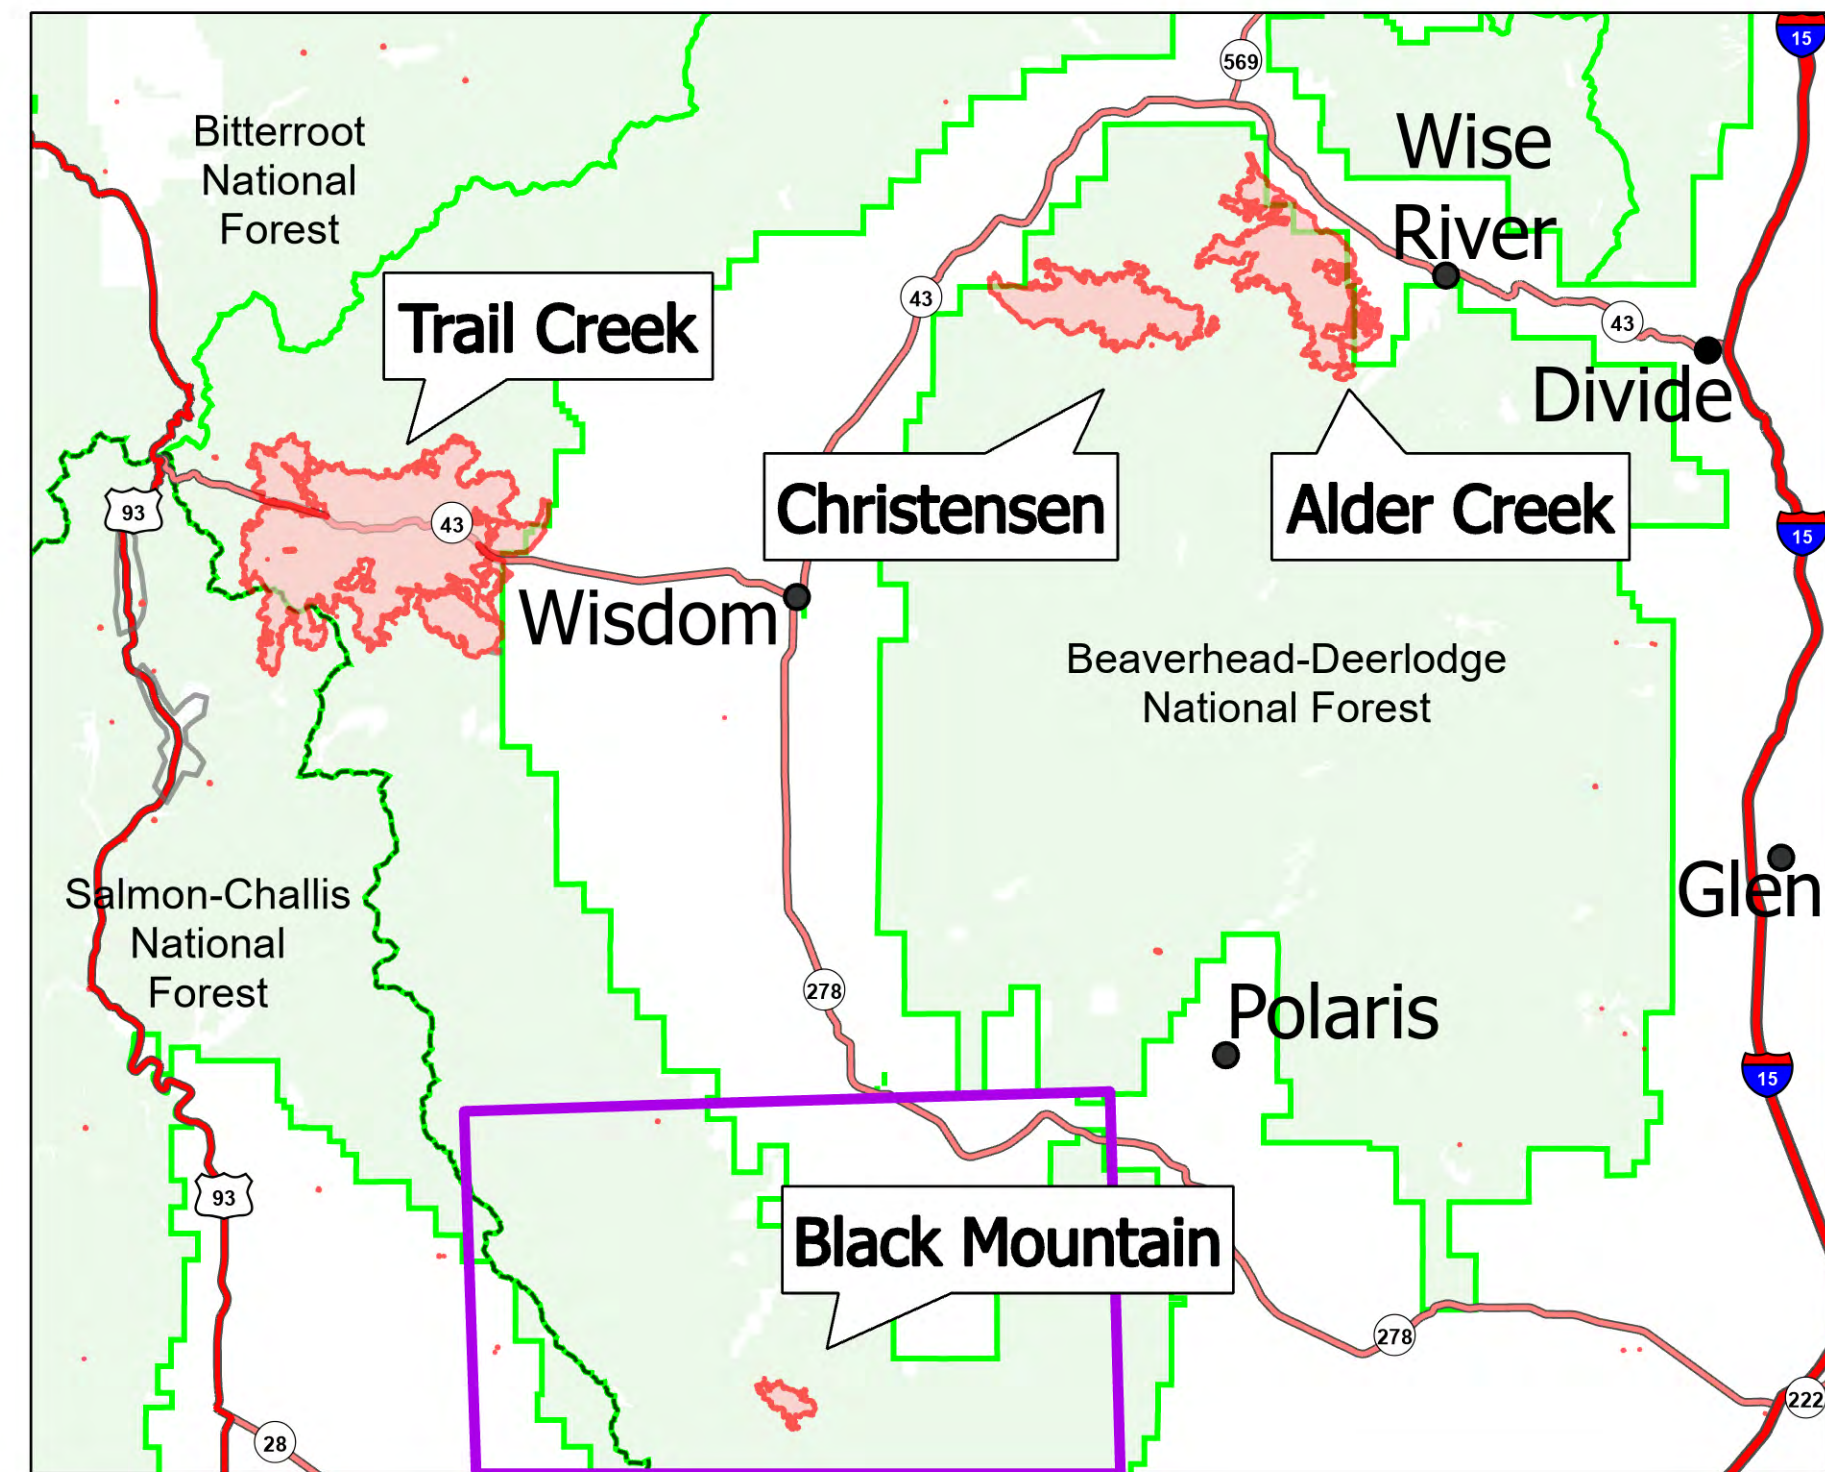 15
569
Bitterroot
National
Forest
Wise
River
43
43
Trail Creek
Divide
93
43
Christensen
Alder Creek
15
Wisdom
Beaverhead-Deerlodge
National Forest
Glen
Salmon-Challis
National
Forest
278
Polaris
15
93
Black Mountain
278
222
28